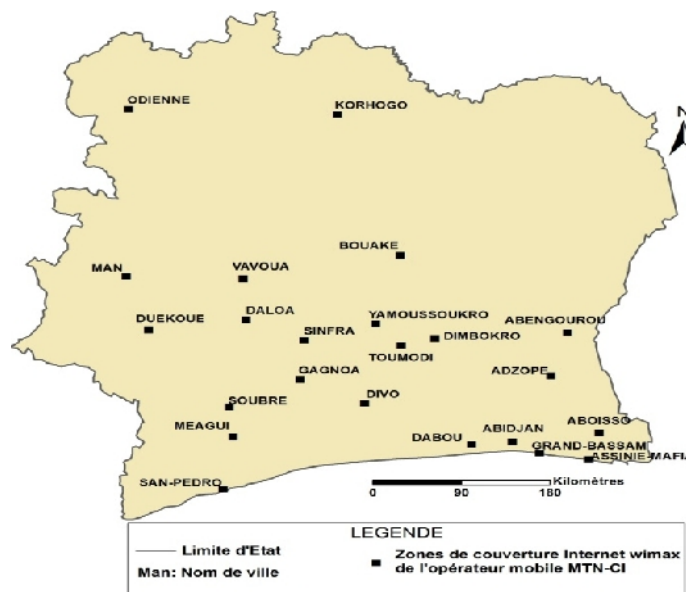 ODIENNE
KORHOGO
N
BOUAKE
MAN
VAVOUA
DUEKOUE
DALOA
SINFRA
YAMOUSSOUKRO
DIMBOKRO
ABENGOUROU
TOUMODI
GAGNOA
ADZOPE
SOUBRE
DIVO
MEAGUI
DABOU
ABIDJAN
ABOISSO
GRAND-BASSAM
ASSINIE-MAFIA
SAN-PEDRO
Kilomètres
0 90 180
LEGENDE
Limite d'Etat
Man: Nom de ville
Zones de couverture Internet wimax
de l'opérateur mobile MTN-CI